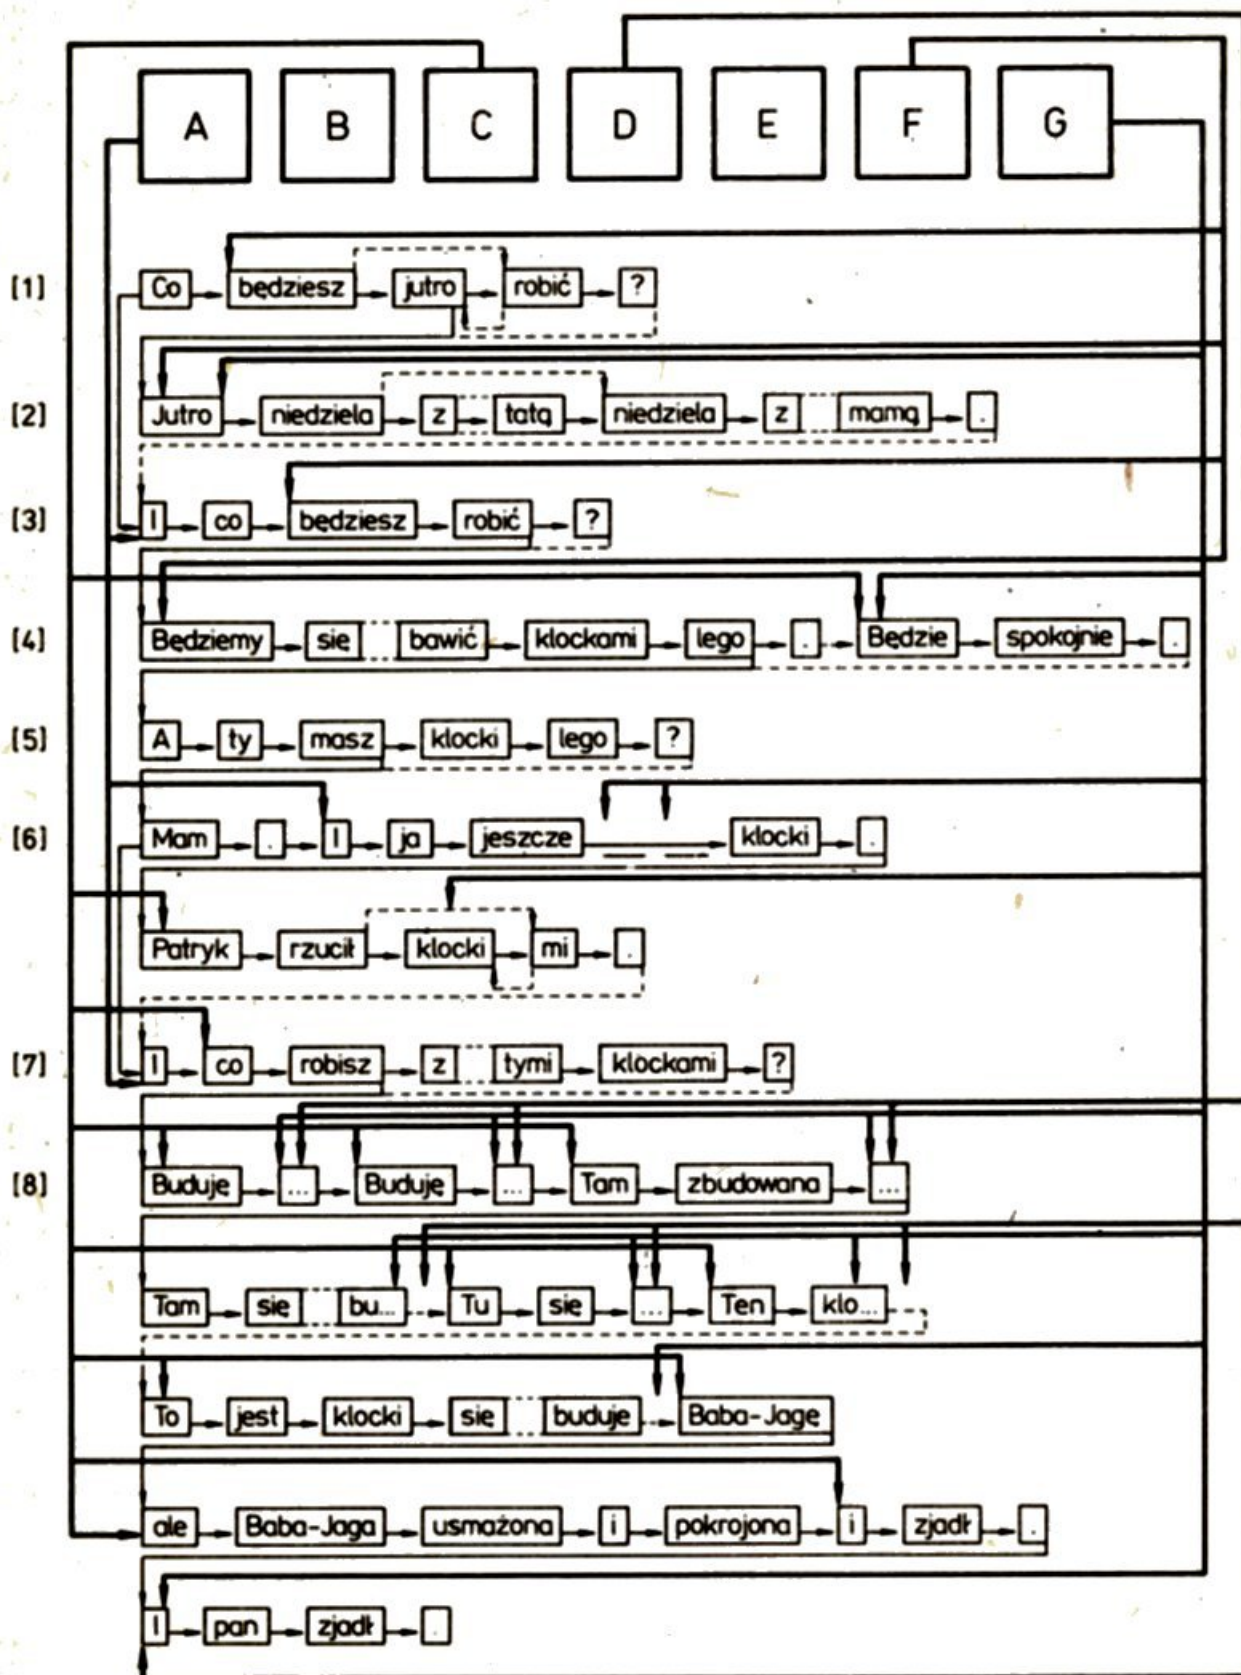 A B C D E F G
[1] Co będziesz jutro robić ?
[2] Jutro niedziela z tatą niedziela z mamą .
[3] I co będziesz robić ?
[4] Będziemy się bawić klockami lego . Będzie spokojnie .
[5] A ty masz klocki lego ?
[6] Mam . I ja jeszcze klocki .
Patryk rzucił klocki mi .
[7] I co robisz z tymi klockami ?
[8] Buduję ... Buduję ... Tam zbudowana ...
Tam się bu... Tu się ... Ten klo...
To jest klocki się buduje Baba-Jagę
ale Baba-Jaga usmażona i pokrojona i zjadł .
I pan zjadł .